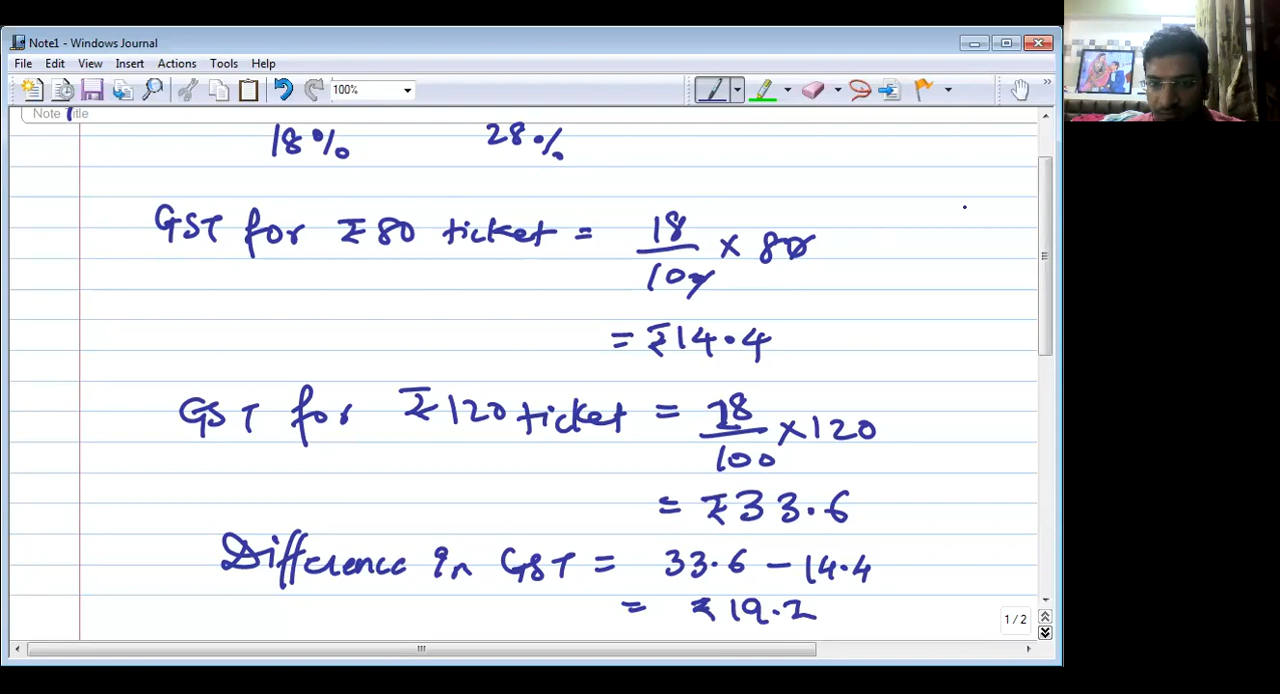 Note1 - Windows Journal
File Edit View Insert Actions Tools Help
100%
Note Title
18% 28%
GST for ₹80 ticket = 18/100 × 80
= ₹14.4
GST for ₹120 ticket = 28/100 × 120
= ₹33.6
Difference in GST = 33.6 – 14.4
= ₹19.2
1 / 2